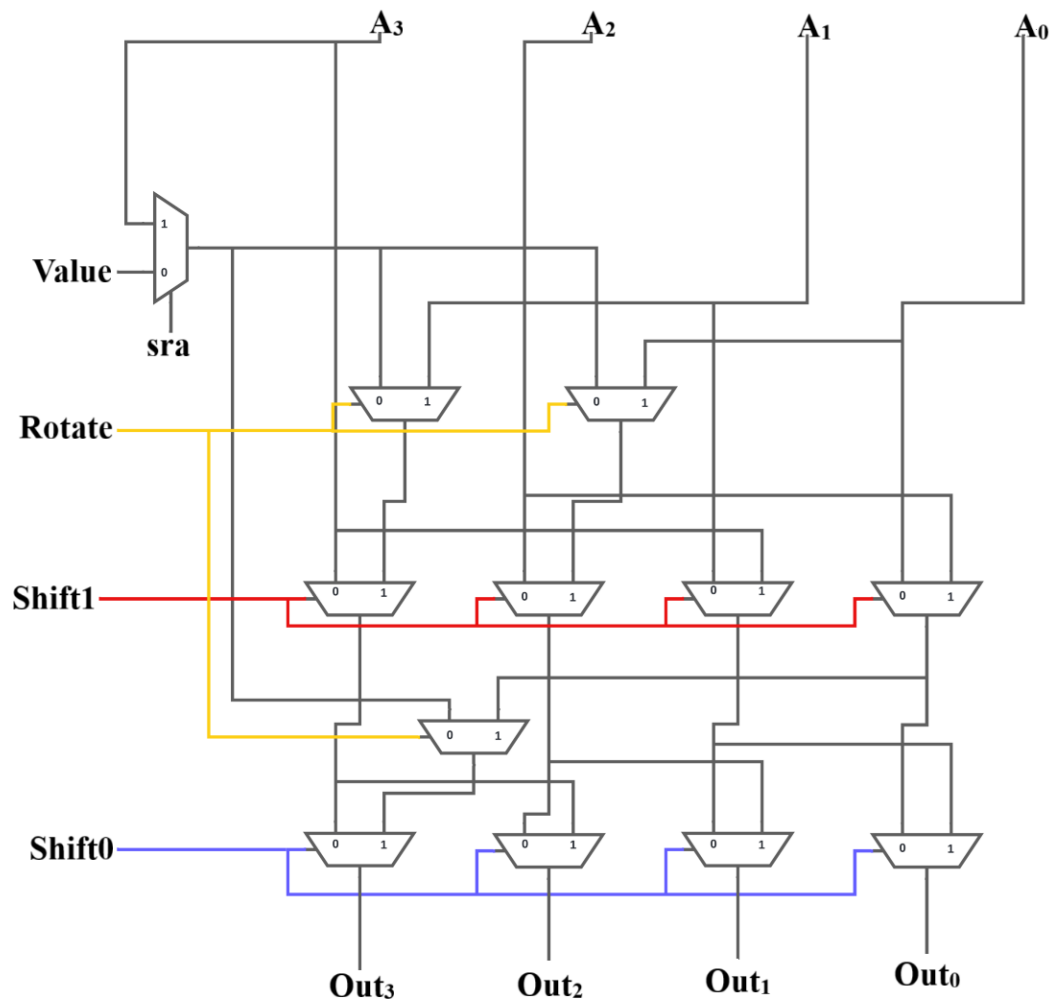 A₃ A₂ A₁ A₀
1
Value 0
sra
0 1 0 1
Rotate
0 1 0 1 0 1 0 1
Shift1
0 1
0 1 0 1 0 1 0 1
Shift0
Out₃ Out₂ Out₁ Out₀